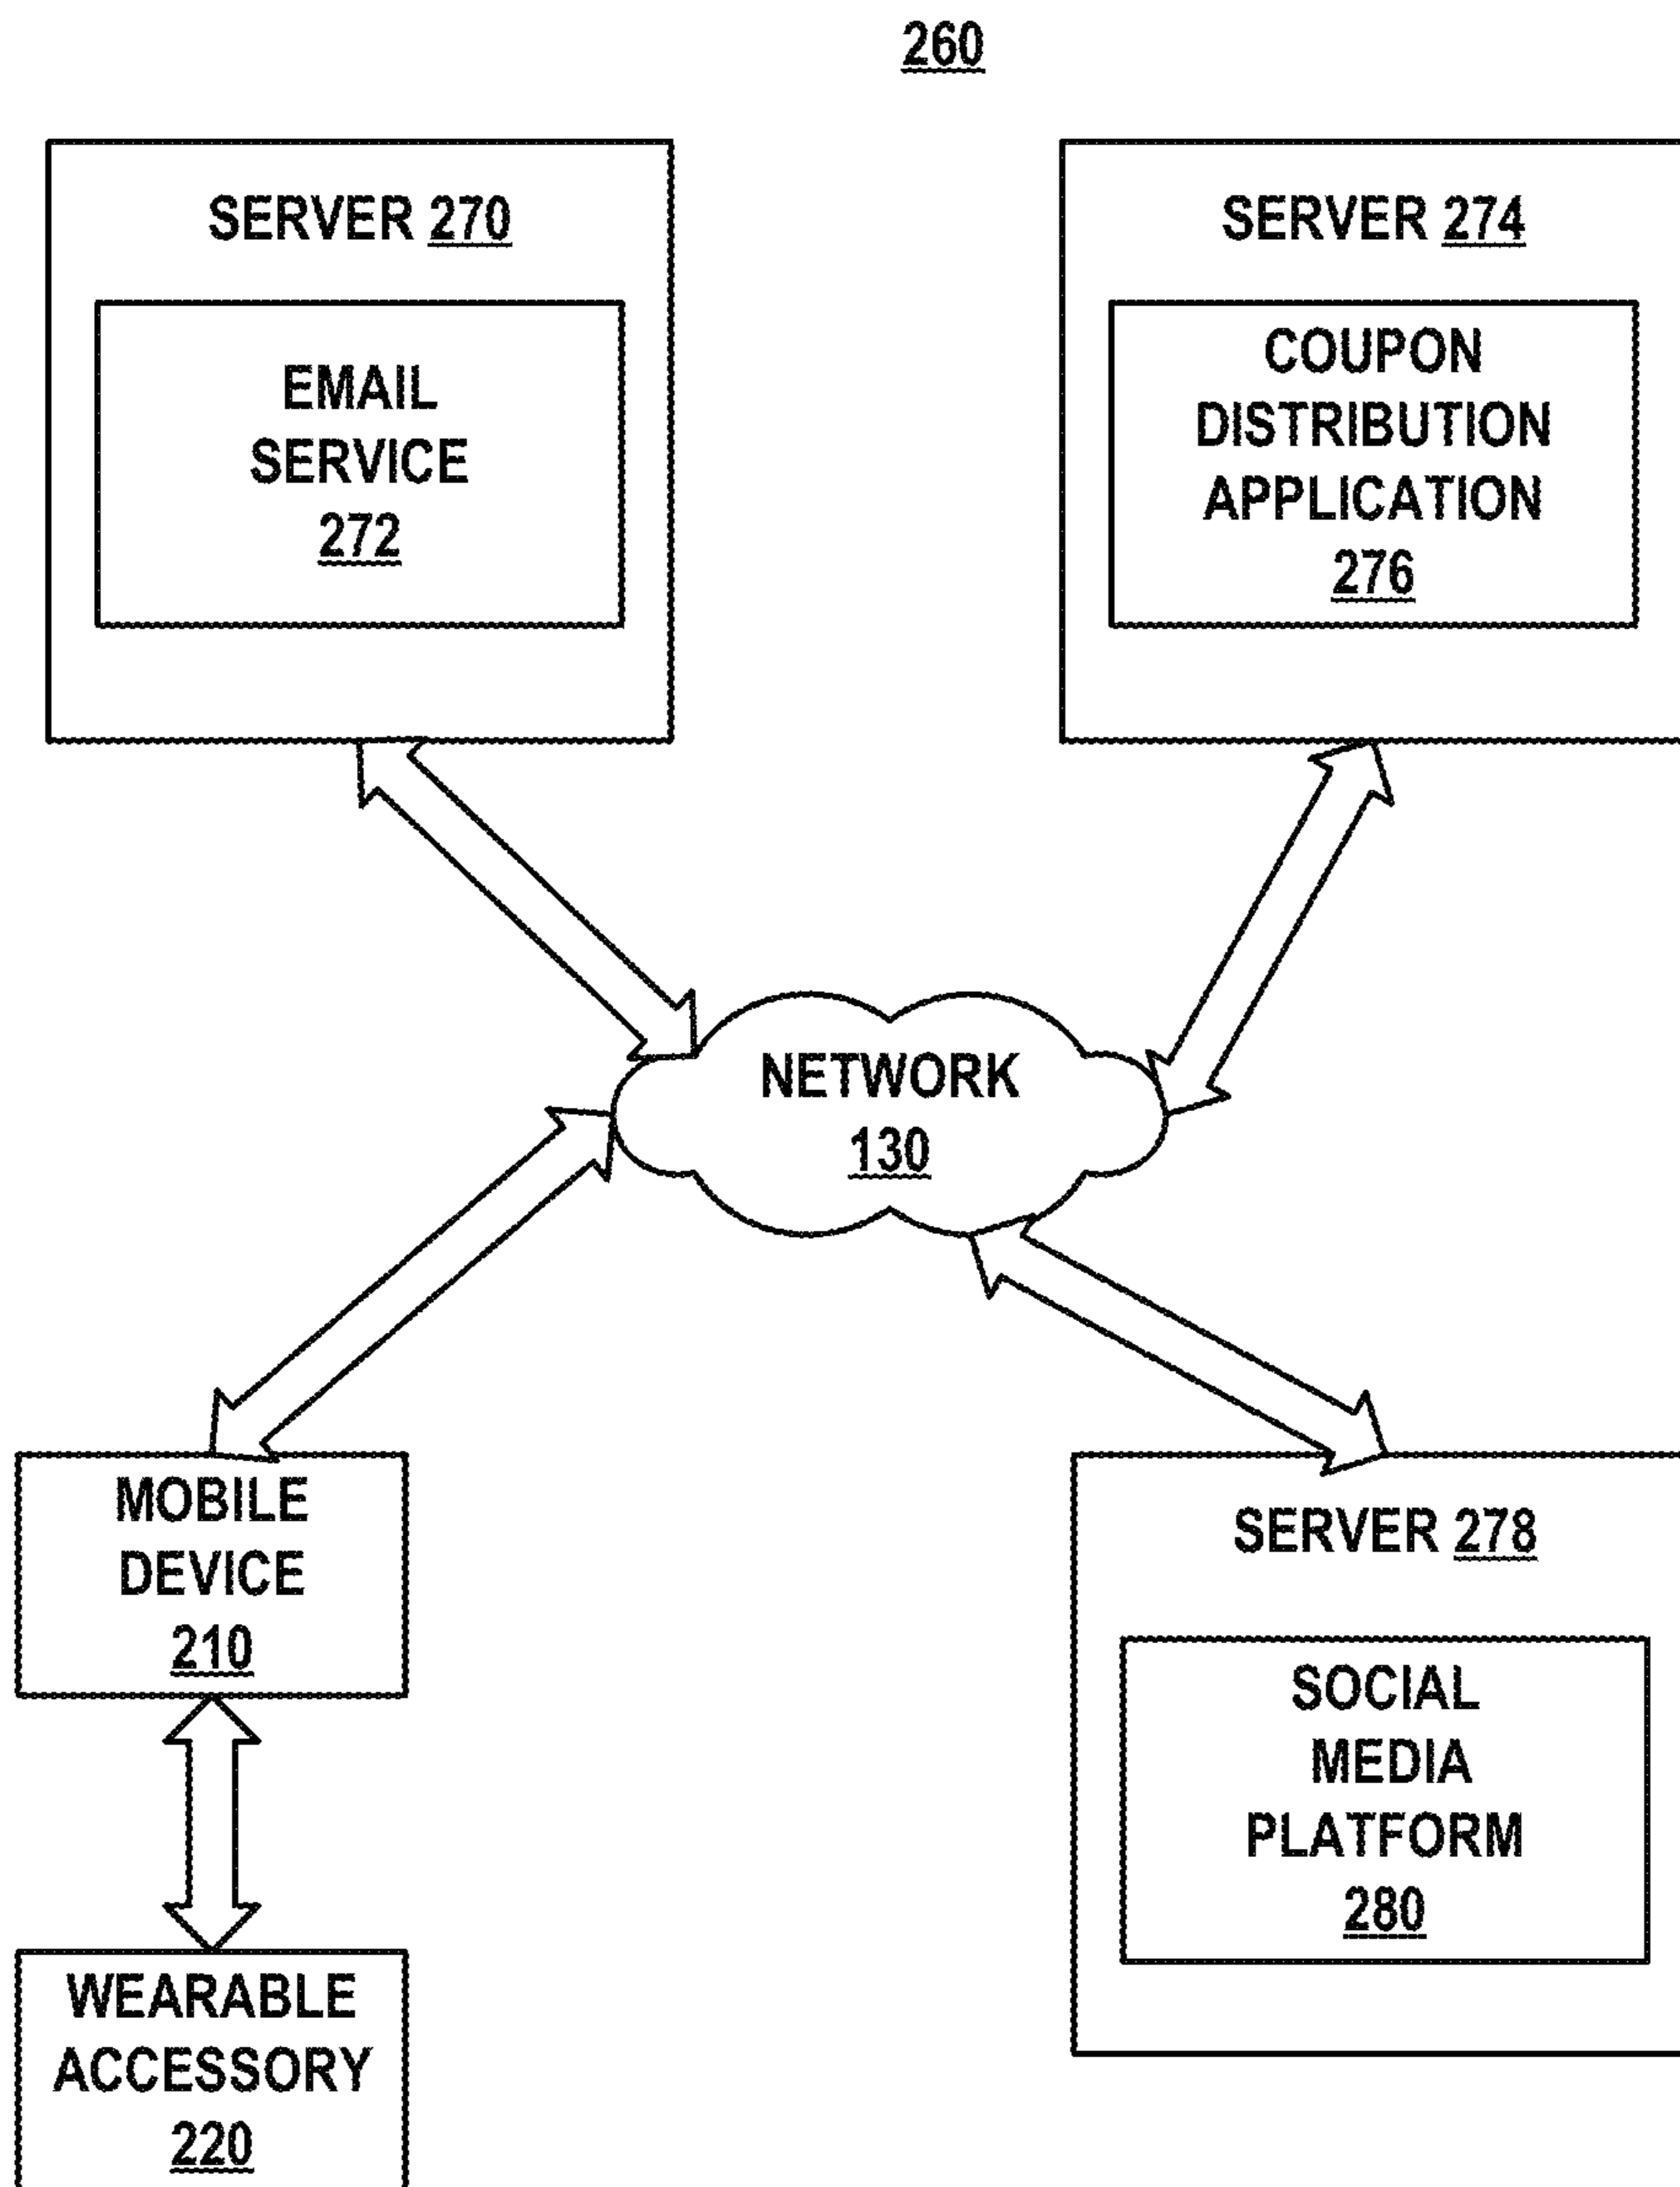 260
SERVER 270
EMAIL
SERVICE
272
SERVER 274
COUPON
DISTRIBUTION
APPLICATION
276
NETWORK
130
MOBILE
DEVICE
210
SERVER 278
SOCIAL
MEDIA
PLATFORM
280
WEARABLE
ACCESSORY
220